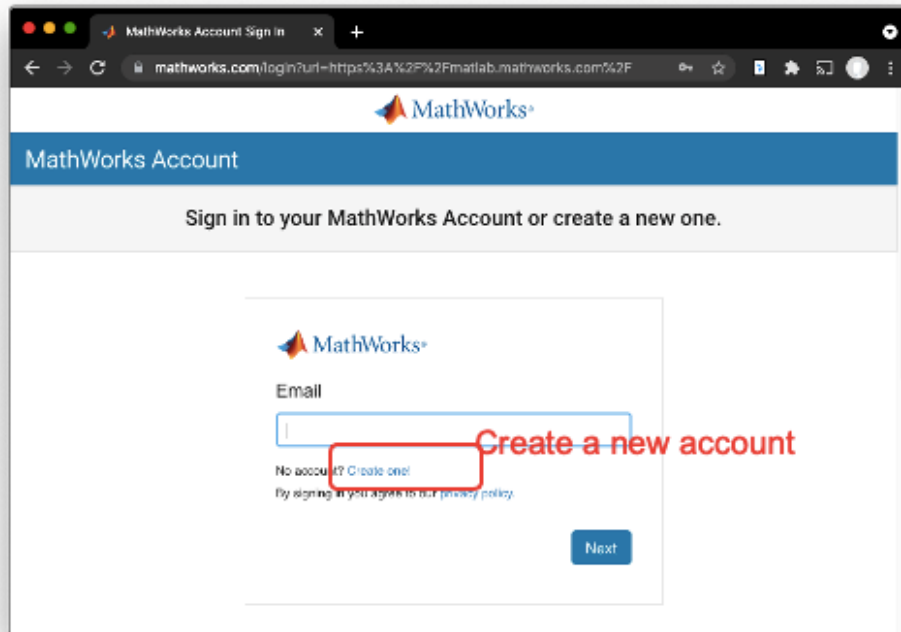 MathWorks Account Sign In
mathworks.com/login?url=https%3A%2F%2Fmatlab.mathworks.com%2F
MathWorks®
MathWorks Account
Sign in to your MathWorks Account or create a new one.
MathWorks®
Email
Create a new account
No account? Create one!
By signing in you agree to our privacy policy.
Next